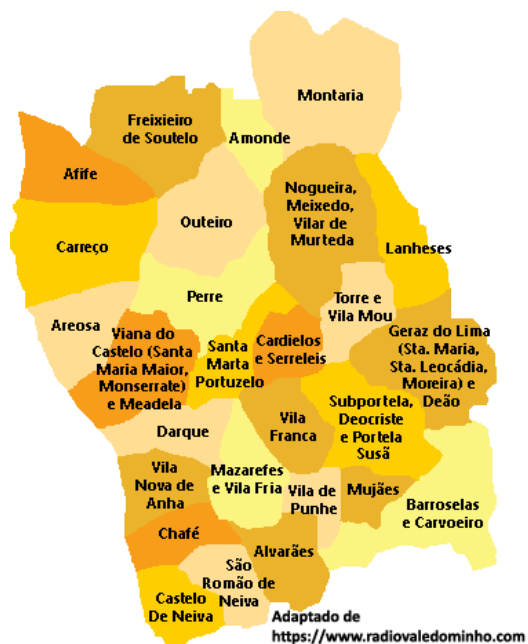 Montaria
Freixieiro
de Soutelo
Amonde
Afife
Nogueira,
Meixedo,
Vilar de
Murteda
Outeiro
Carreço
Lanheses
Perre
Torre e
Vila Mou
Areosa
Viana do
Castelo (Santa
Maria Maior,
Monserrate)
e Meadela
Santa
Marta
Portuzelo
Cardielos
e Serreleis
Geraz do Lima
(Sta. Maria,
Sta. Leocádia,
Moreira) e
Deão
Subportela,
Deocriste
e Portela
Susã
Darque
Vila
Franca
Vila
Nova de
Anha
Mazarefes
e Vila Fria
Vila de
Punhe
Mujães
Barroselas
e Carvoeiro
Chafé
Alvarães
São
Romão de
Neiva
Castelo
De Neiva
Adaptado de
https://www.radiovaledominho.com